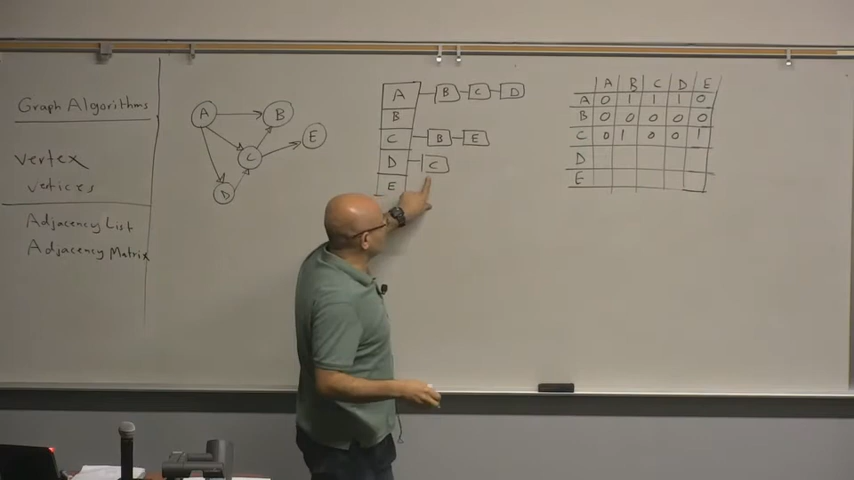 Graph Algorithms
vertex
vertices
Adjacency List
Adjacency Matrix
A
B
C
E
D
A B C D
B
C B E
D C
E
A B C D E
A 0 1 1 1 0
B 0 0 0 0 0
C 0 1 0 0 1
D
E